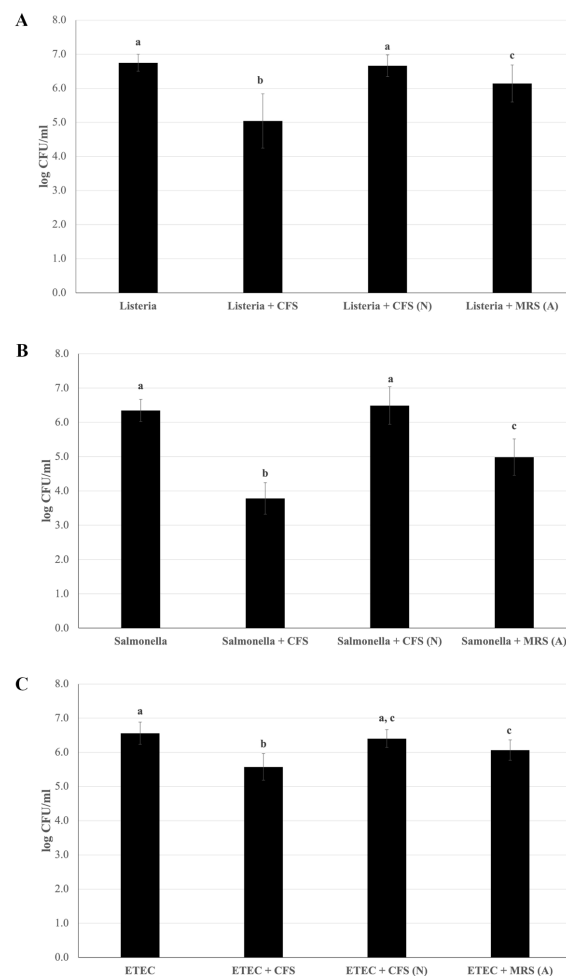 A
8.0
a
a
7.0
c
b
6.0
5.0
4.0
3.0
2.0
1.0
0.0
log CFU/ml
Listeria
Listeria + CFS
Listeria + CFS (N)
Listeria + MRS (A)
B
8.0
a
a
7.0
c
6.0
5.0
b
4.0
3.0
2.0
1.0
0.0
log CFU/ml
Salmonella
Salmonella + CFS
Salmonella + CFS (N)
Samonella + MRS (A)
C
8.0
a
a, c
7.0
b
c
6.0
5.0
4.0
3.0
2.0
1.0
0.0
log CFU/ml
ETEC
ETEC + CFS
ETEC + CFS (N)
ETEC + MRS (A)